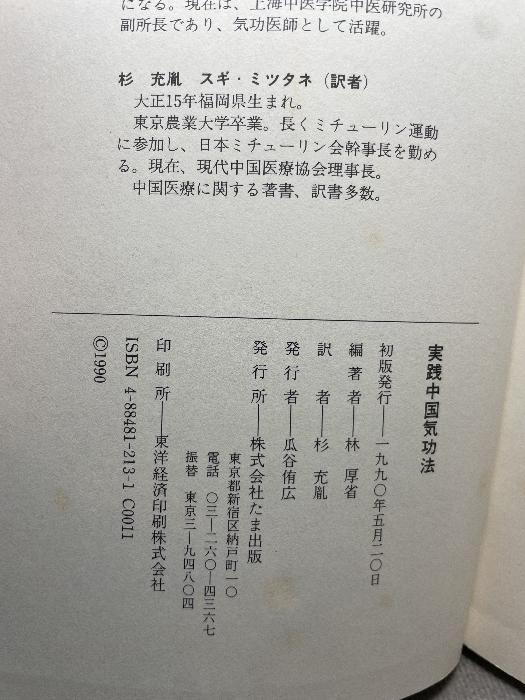 になる。現在は、上海中医学院中医研究所の
副所長であり、気功医師として活躍。
杉　充胤　スギ・ミツタネ（訳者）
大正15年福岡県生まれ。
東京農業大学卒業。長くミチューリン運動
に参加し、日本ミチューリン会幹事長を勤め
る。現在、現代中国医療協会理事長。
中国医療に関する著書、訳書多数。
実践中国気功法
初版発行――一九九〇年五月二〇日
編著者――林　厚省
訳　者――杉　充胤
発行者――瓜谷侑広
発行所――株式会社たま出版
東京都新宿区納戸町一〇
電話　〇三―二六〇―四三六七
振替　東京三―九四八〇四
印刷所――東洋経済印刷株式会社
ISBN 4-88481-213-1 C0011
©1990